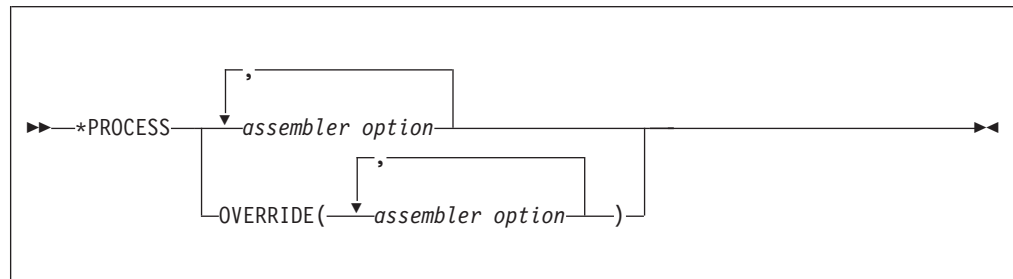 ,
*PROCESS assembler option
,
OVERRIDE( assembler option )